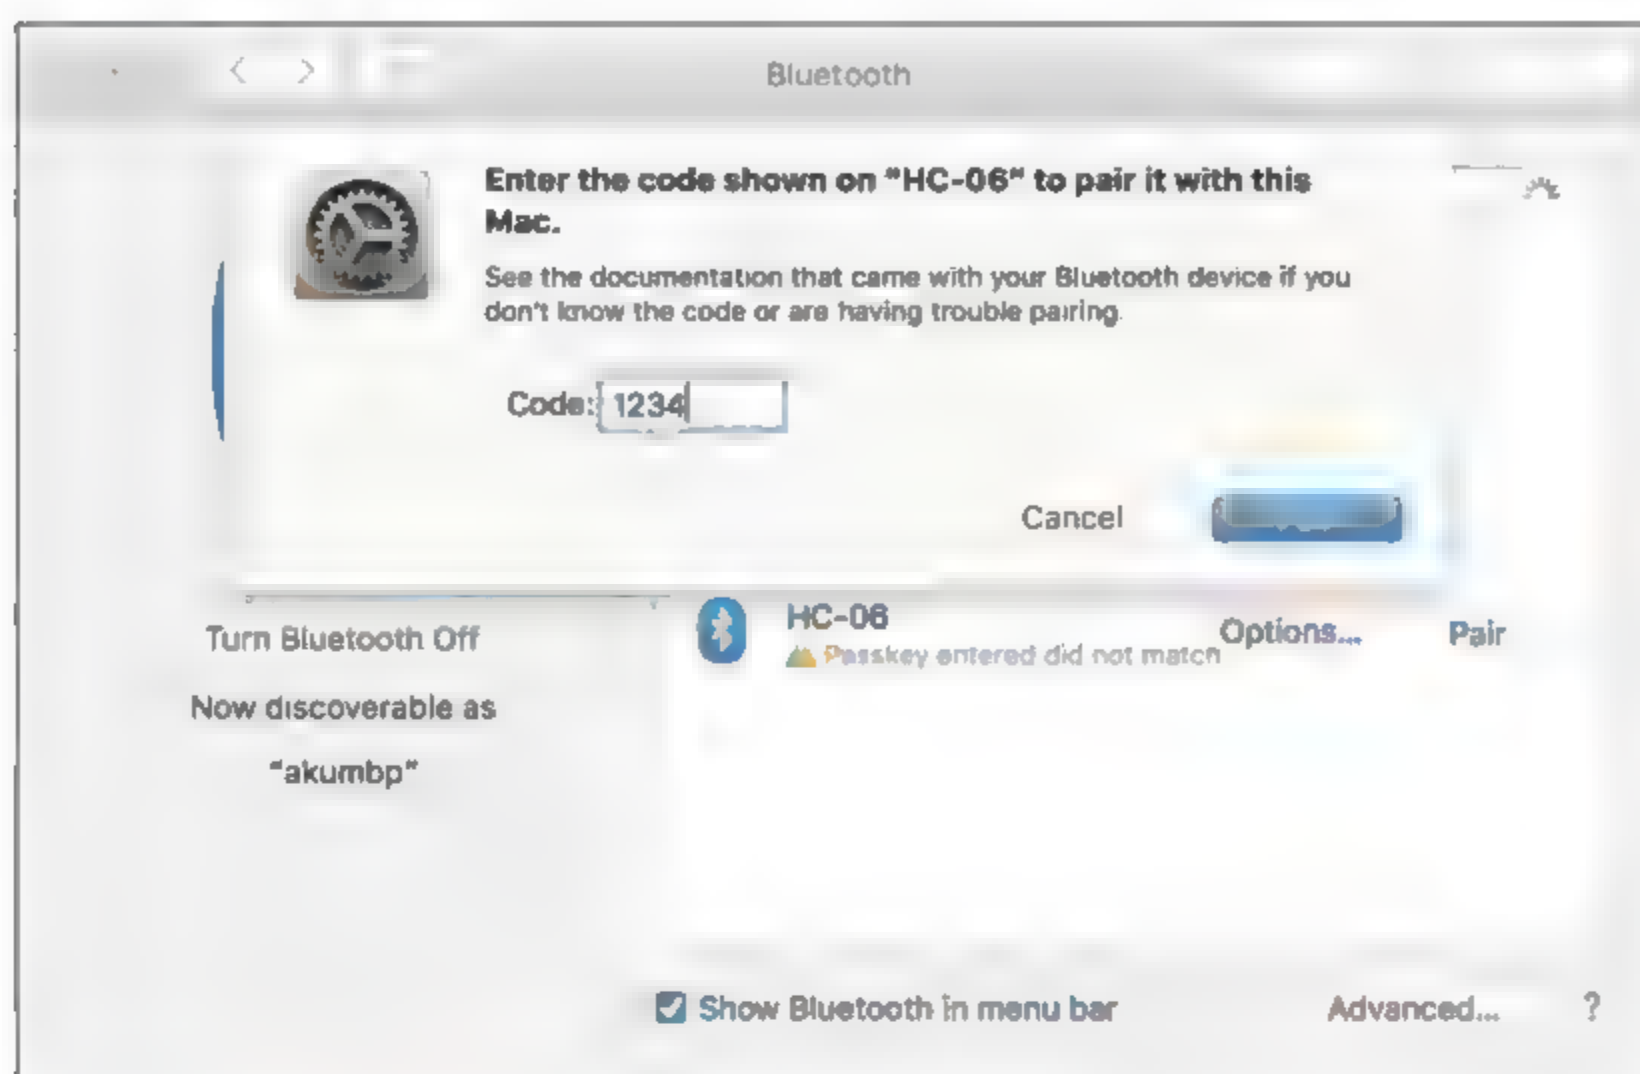 Bluetooth
Enter the code shown on "HC-06" to pair it with this
Mac.
See the documentation that came with your Bluetooth device if you
don't know the code or are having trouble pairing.
Code: 1234
Cancel
HC-06
Passkey entered did not match
Options...
Pair
Turn Bluetooth Off
Now discoverable as
"akumbp"
Show Bluetooth in menu bar
Advanced...
?